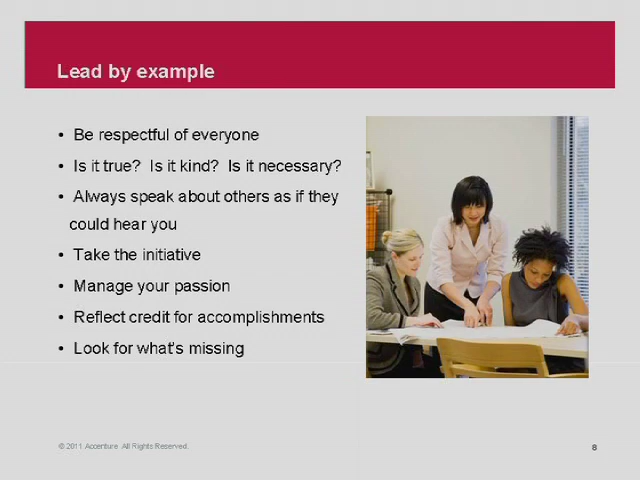 Lead by example
• Be respectful of everyone
• Is it true?  Is it kind?  Is it necessary?
• Always speak about others as if they
could hear you
• Take the initiative
• Manage your passion
• Reflect credit for accomplishments
• Look for what's missing
© 2011 Accenture  All Rights Reserved.
8